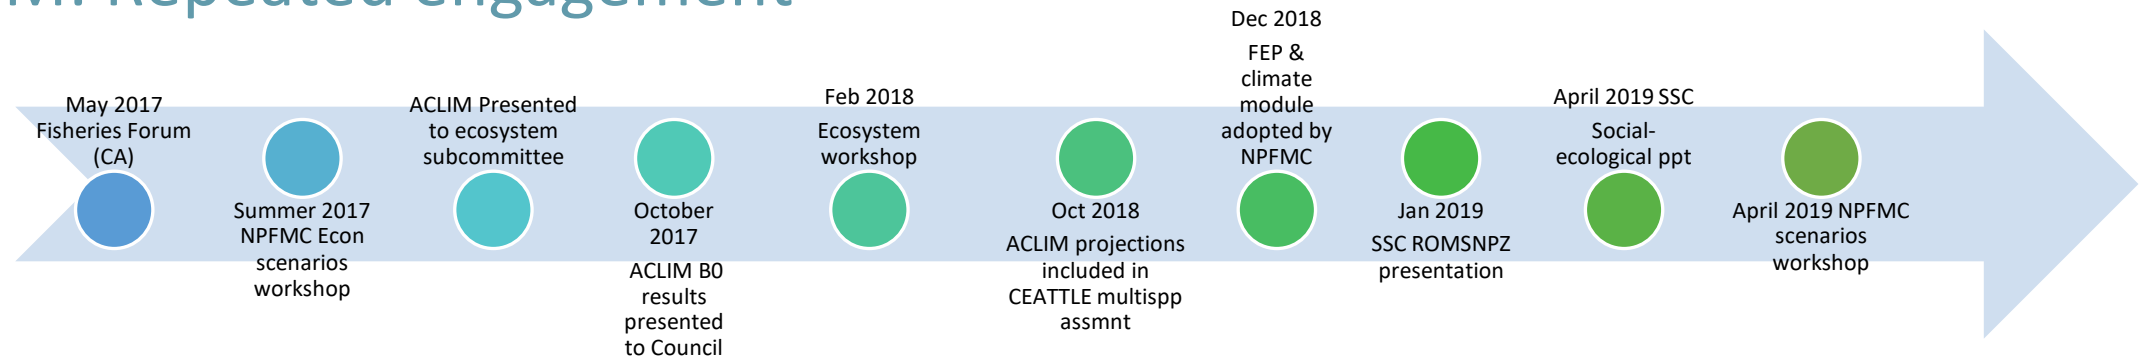 M: Repeated engagement
May 2017
Fisheries Forum
(CA)
Summer 2017
NPFMC Econ
scenarios
workshop
ACLIM Presented
to ecosystem
subcommittee
October
2017
ACLIM B0
results
presented
to Council
Feb 2018
Ecosystem
workshop
Oct 2018
ACLIM projections
included in
CEATTLE multispp
assmnt
Dec 2018
FEP &
climate
module
adopted by
NPFMC
Jan 2019
SSC ROMSNPZ
presentation
April 2019 SSC
Social-
ecological ppt
April 2019 NPFMC
scenarios
workshop